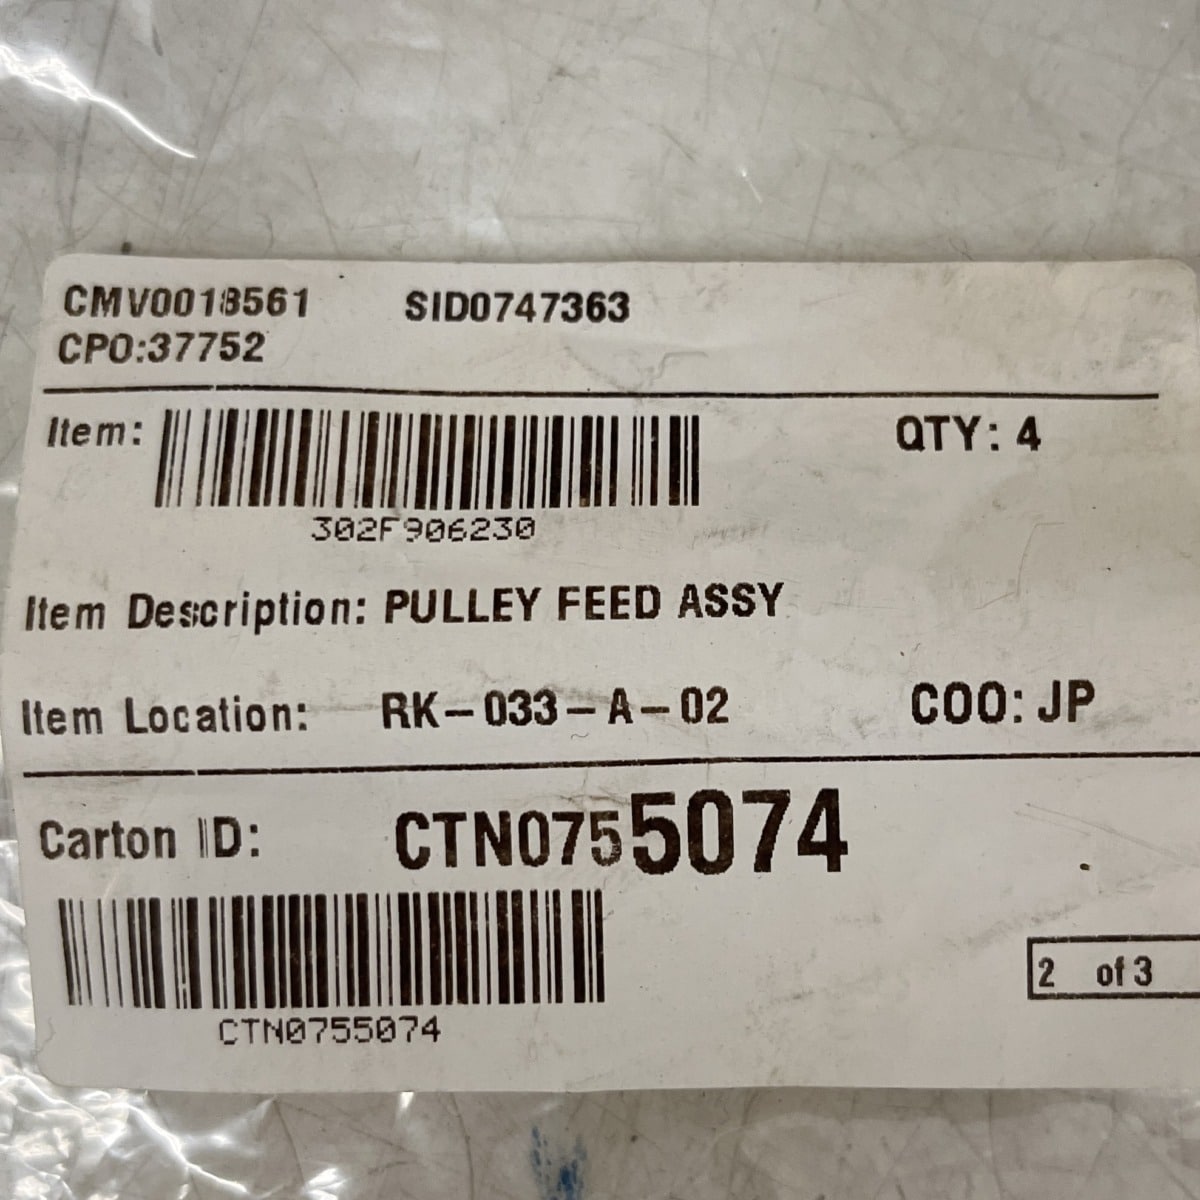 CMV0018561 SID0747363
CPO:37752
Item: QTY: 4
302F906230
Item Description: PULLEY FEED ASSY
Item Location: RK-033-A-02 COO: JP
Carton ID: CTN0755074
CTN0755074
2 of 3